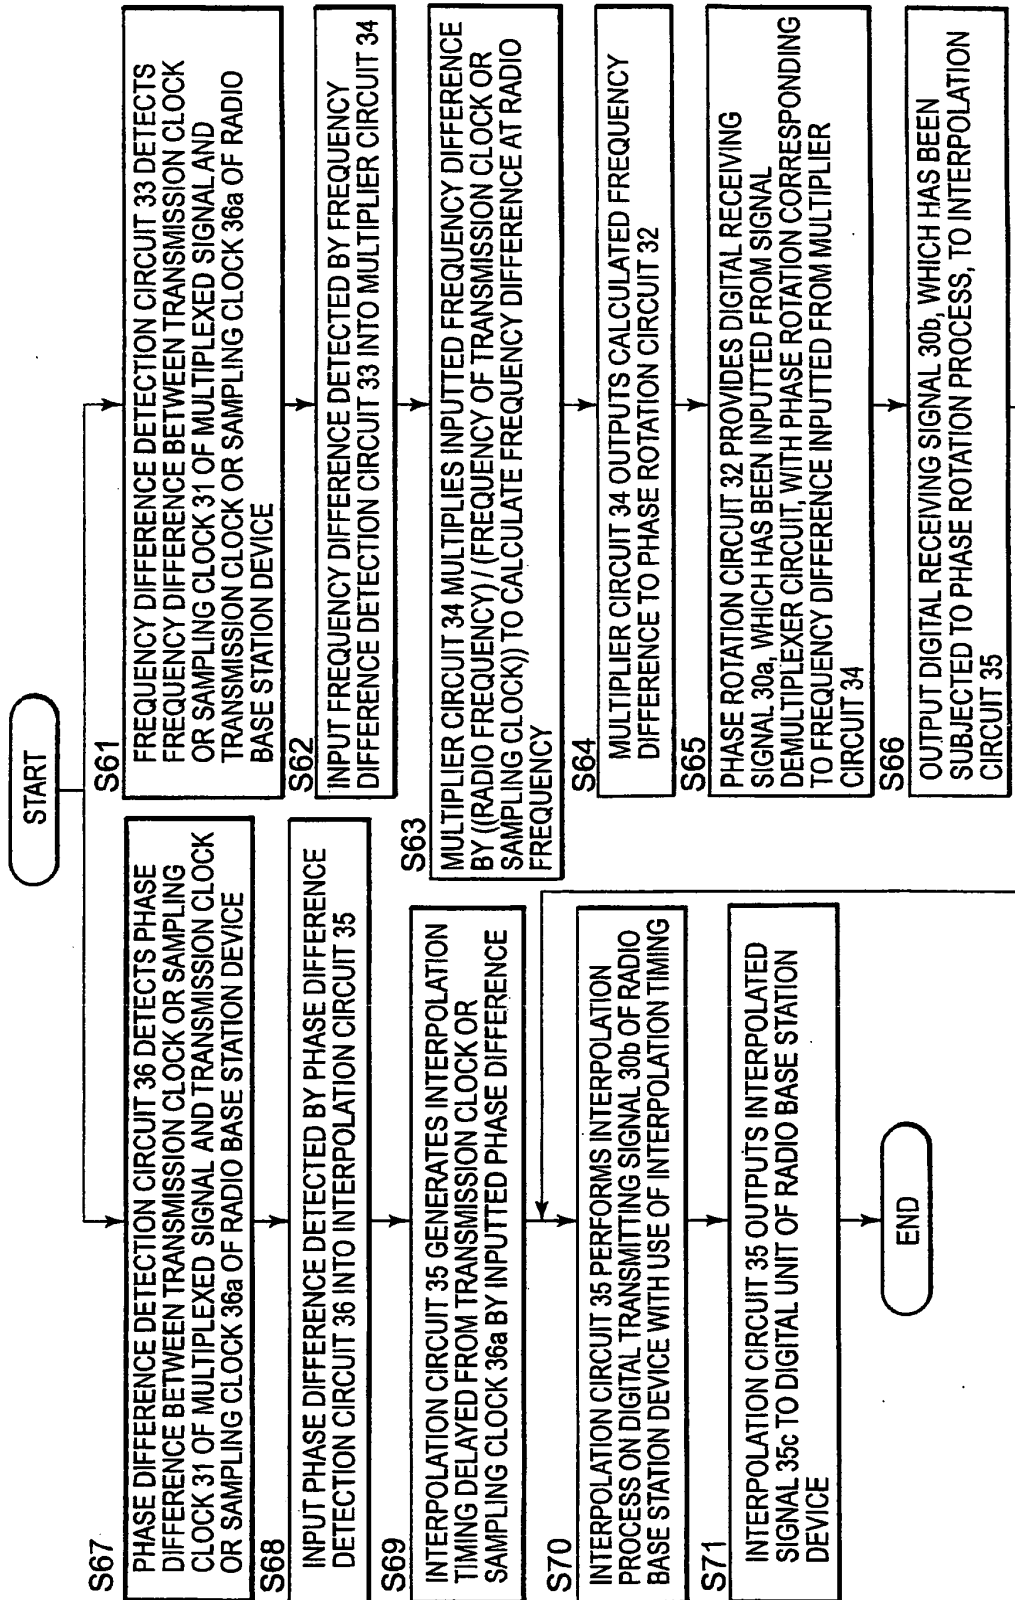 START
S61
FREQUENCY DIFFERENCE DETECTION CIRCUIT 33 DETECTS
FREQUENCY DIFFERENCE BETWEEN TRANSMISSION CLOCK
OR SAMPLING CLOCK 31 OF MULTIPLEXED SIGNAL AND
TRANSMISSION CLOCK OR SAMPLING CLOCK 36a OF RADIO
BASE STATION DEVICE
S62
INPUT FREQUENCY DIFFERENCE DETECTED BY FREQUENCY
DIFFERENCE DETECTION CIRCUIT 33 INTO MULTIPLIER CIRCUIT 34
S63
MULTIPLIER CIRCUIT 34 MULTIPLIES INPUTTED FREQUENCY DIFFERENCE
BY ((RADIO FREQUENCY) / (FREQUENCY OF TRANSMISSION CLOCK OR
SAMPLING CLOCK)) TO CALCULATE FREQUENCY DIFFERENCE AT RADIO
FREQUENCY
S64
MULTIPLIER CIRCUIT 34 OUTPUTS CALCULATED FREQUENCY
DIFFERENCE TO PHASE ROTATION CIRCUIT 32
S65
PHASE ROTATION CIRCUIT 32 PROVIDES DIGITAL RECEIVING
SIGNAL 30a, WHICH HAS BEEN INPUTTED FROM SIGNAL
DEMULTIPLEXER CIRCUIT, WITH PHASE ROTATION CORRESPONDING
TO FREQUENCY DIFFERENCE INPUTTED FROM MULTIPLIER
CIRCUIT 34
S66
OUTPUT DIGITAL RECEIVING SIGNAL 30b, WHICH HAS BEEN
SUBJECTED TO PHASE ROTATION PROCESS, TO INTERPOLATION
CIRCUIT 35
S67
PHASE DIFFERENCE DETECTION CIRCUIT 36 DETECTS PHASE
DIFFERENCE BETWEEN TRANSMISSION CLOCK OR SAMPLING
CLOCK 31 OF MULTIPLEXED SIGNAL AND TRANSMISSION CLOCK
OR SAMPLING CLOCK 36a OF RADIO BASE STATION DEVICE
S68
INPUT PHASE DIFFERENCE DETECTED BY PHASE DIFFERENCE
DETECTION CIRCUIT 36 INTO INTERPOLATION CIRCUIT 35
S69
INTERPOLATION CIRCUIT 35 GENERATES INTERPOLATION
TIMING DELAYED FROM TRANSMISSION CLOCK OR
SAMPLING CLOCK 36a BY INPUTTED PHASE DIFFERENCE
S70
INTERPOLATION CIRCUIT 35 PERFORMS INTERPOLATION
PROCESS ON DIGITAL TRANSMITTING SIGNAL 30b OF RADIO
BASE STATION DEVICE WITH USE OF INTERPOLATION TIMING
S71
INTERPOLATION CIRCUIT 35 OUTPUTS INTERPOLATED
SIGNAL 35c TO DIGITAL UNIT OF RADIO BASE STATION
DEVICE
END